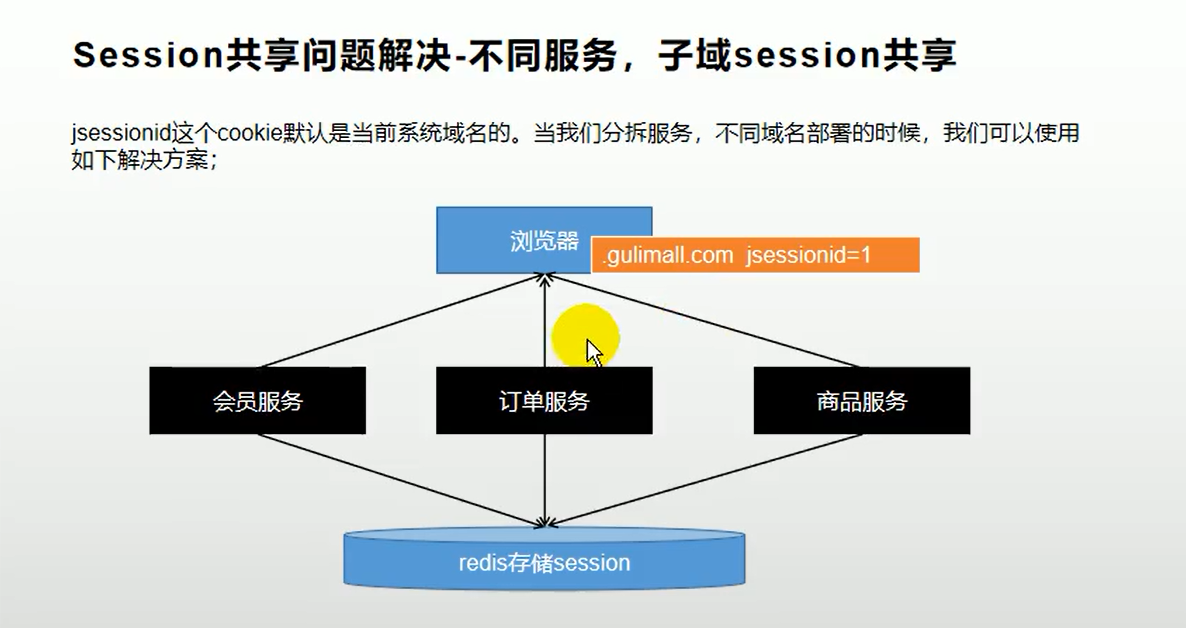 Session共享问题解决-不同服务，子域session共享
jsessionid这个cookie默认是当前系统域名的。当我们分拆服务，不同域名部署的时候，我们可以使用
如下解决方案；
浏览器
.gulimall.com jsessionid=1
会员服务
订单服务
商品服务
redis存储session